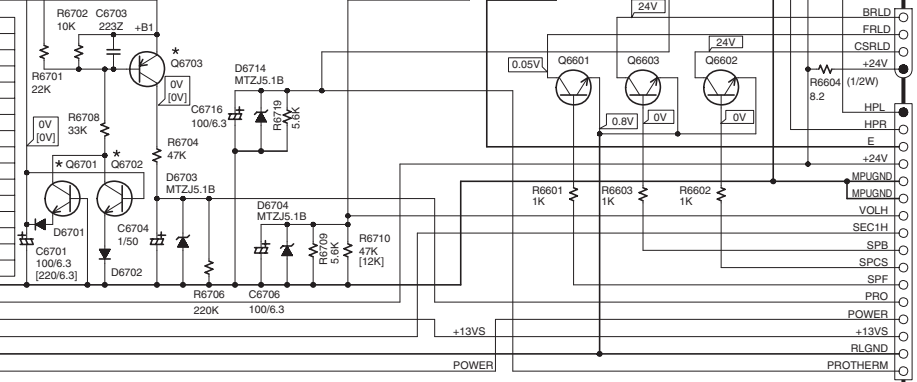 24V
BRLD
R6702 C6703
10K 223Z
+B1
FRLD
24V
CSRLD
*
Q6703
0.05V
Q6601
Q6603
Q6602
+24V
R6701
22K
D6714
MTZJ5.1B
R6604 (1/2W)
8.2
0V
[0V]
C6716
100/6.3
R6719
5.6K
HPL
R6708
33K
0V
[0V]
0.8V
0V
0V
HPR
R6704
47K
E
* Q6701
*
Q6702
+24V
D6703
MTZJ5.1B
MPUGND
R6601
1K
R6603
1K
R6602
1K
MPUGND
D6704
MTZJ5.1B
VOLH
D6701
C6704
1/50
SEC1H
C6701
100/6.3
[220/6.3]
R6709
5.6K
R6710
47K
[12K]
SPB
D6702
SPCS
SPF
R6706
220K
C6706
100/6.3
PRO
POWER
+13VS
+13VS
RLGND
POWER
PROTHERM